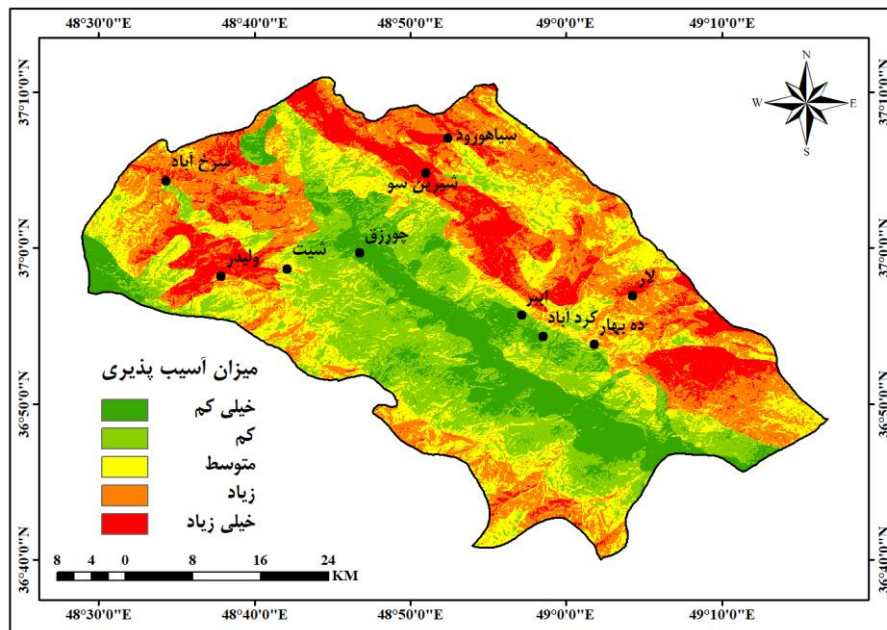 48°30'0"E 48°40'0"E 48°50'0"E 49°0'0"E 49°10'0"E
37°10'0"N 37°10'0"N
N
W E
S
سیاهورود
سرخ آباد
شیرین سو
37°0'0"N 37°0'0"N
چورزق
شیت
ولیدر
لار
آببر
کرد آباد
ده بهار
میزان آسیب پذیری
خیلی کم
کم
متوسط
زیاد
خیلی زیاد
36°50'0"N 36°50'0"N
8 4 0 8 16 24
KM
36°40'0"N 36°40'0"N
48°30'0"E 48°40'0"E 48°50'0"E 49°0'0"E 49°10'0"E